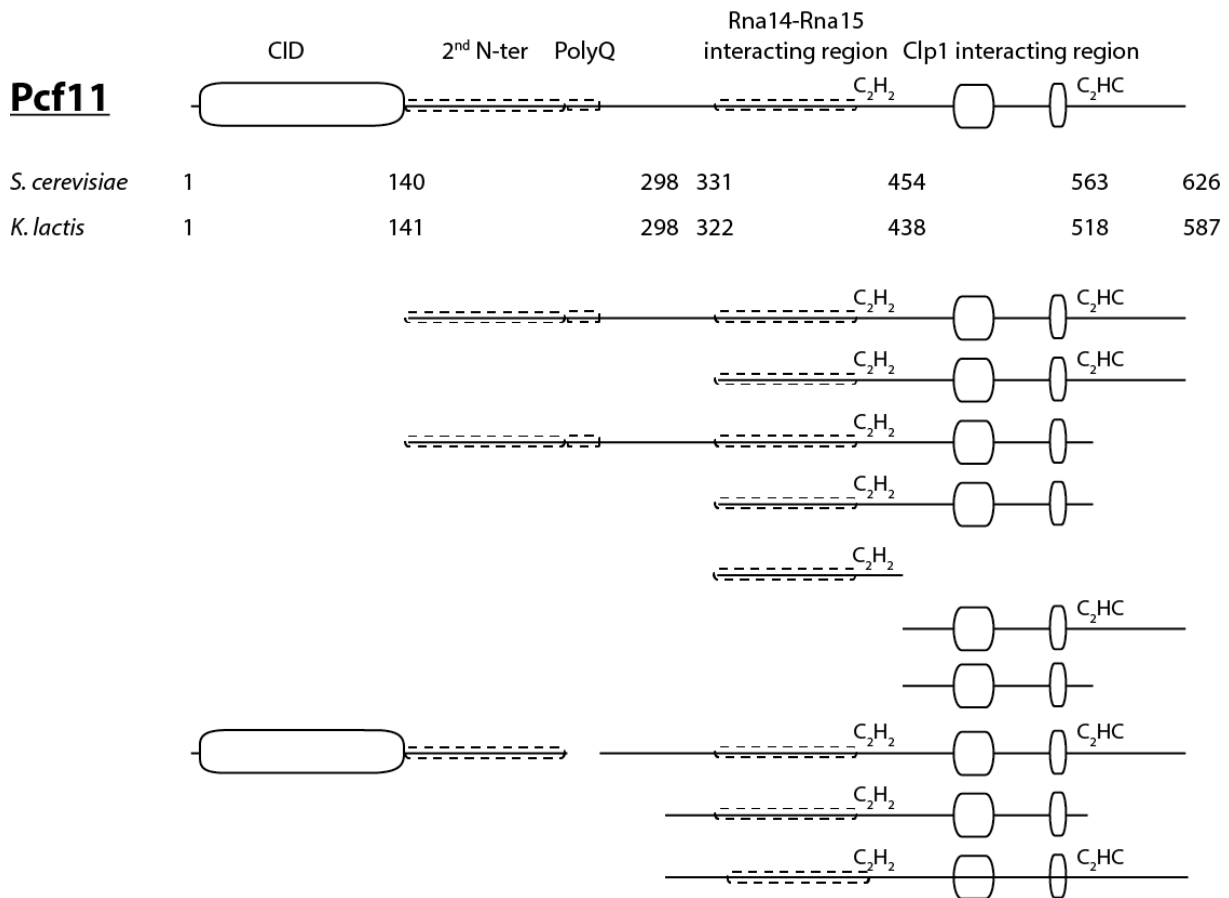 Rna14-Rna15
CID 2nd N-ter PolyQ interacting region Clp1 interacting region
Pcf11 C2H2 C2HC
S. cerevisiae 1 140 298 331 454 563 626
K. lactis 1 141 298 322 438 518 587
C2H2 C2HC
C2H2 C2HC
C2H2
C2H2
C2H2
C2HC
C2H2 C2HC
C2H2
C2H2 C2HC